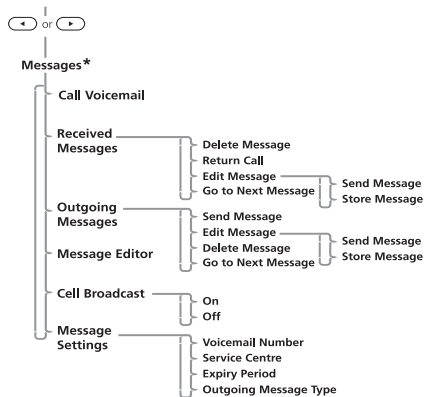 or
Messages*
Call Voicemail
Received
Messages
Delete Message
Return Call
Edit Message
Go to Next Message
Send Message
Store Message
Outgoing
Messages
Send Message
Edit Message
Delete Message
Go to Next Message
Send Message
Store Message
Message Editor
Cell Broadcast
On
Off
Message
Settings
Voicemail Number
Service Centre
Expiry Period
Outgoing Message Type